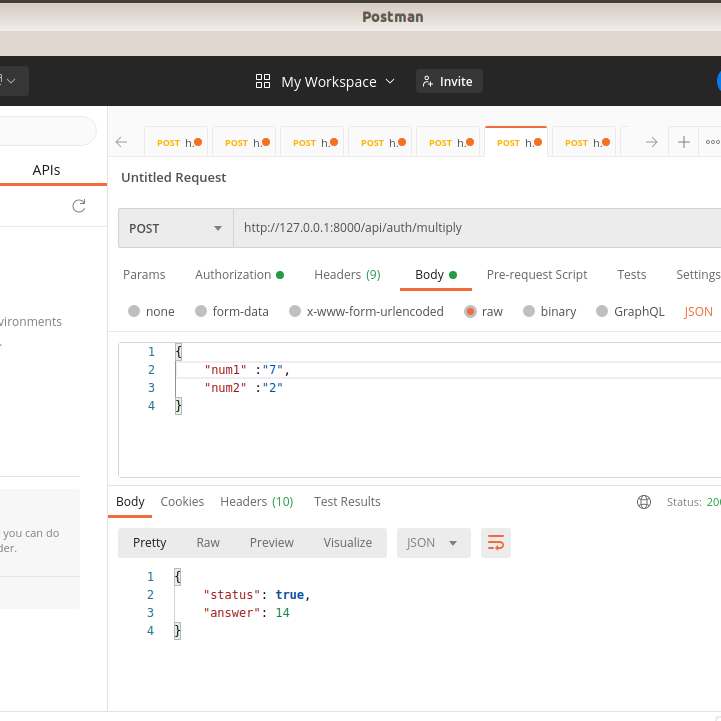 Postman
My Workspace
Invite
POST h. POST h. POST h. POST h. POST h. POST h. POST h.
APIs
Untitled Request
POST http://127.0.0.1:8000/api/auth/multiply
Params Authorization Headers (9) Body Pre-request Script Tests Settings
none form-data x-www-form-urlencoded raw binary GraphQL JSON
vironments
1 {
2 "num1" :"7",
3 "num2" :"2"
4 }
Body Cookies Headers (10) Test Results Status: 200
you can do
der.
Pretty Raw Preview Visualize JSON
1 {
2 "status": true,
3 "answer": 14
4 }